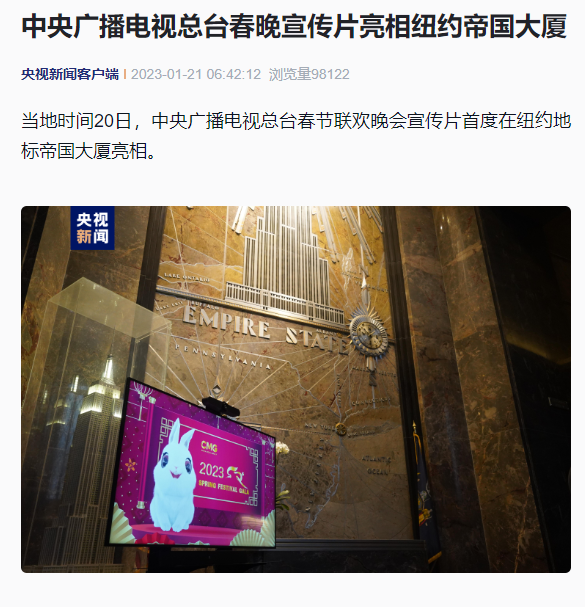 中央广播电视总台春晚宣传片亮相纽约帝国大厦
央视新闻客户端 | 2023-01-21 06:42:12 浏览量98122
当地时间20日，中央广播电视总台春节联欢晚会宣传片首度在纽约地
标帝国大厦亮相。
央视
新闻
LAKE ONTARIO
EMPIRE STATE
PENNSYLVANIA
CMG
2023
SPRING FESTIVAL GALA